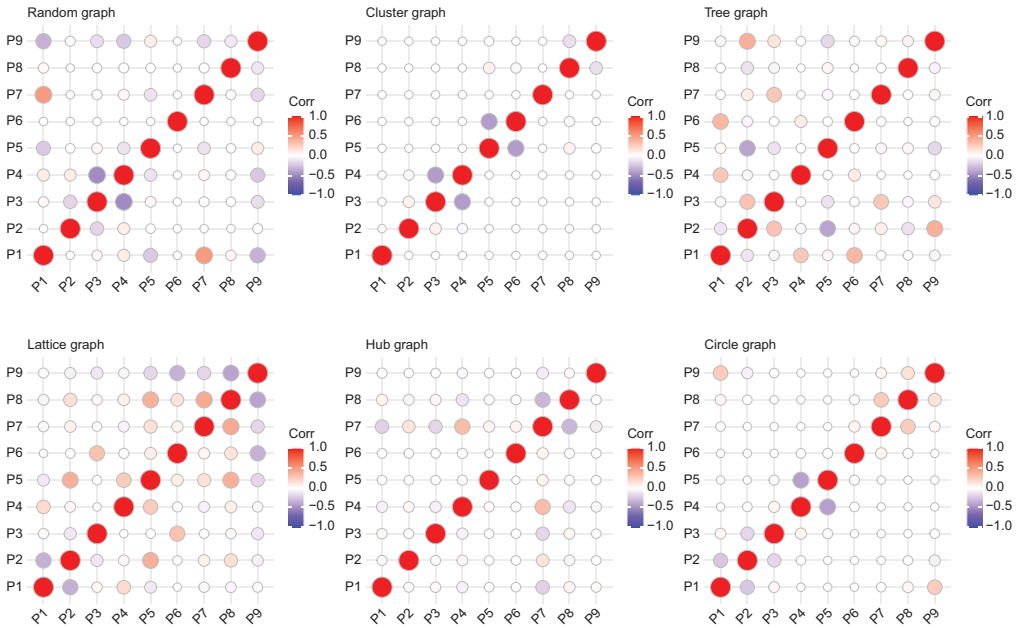 Random graph
P9
P8
P7
P6
P5
P4
P3
P2
P1
P1 P2 P3 P4 P5 P6 P7 P8 P9
Corr
1.0
0.5
0.0
−0.5
−1.0
Cluster graph
P9
P8
P7
P6
P5
P4
P3
P2
P1
P1 P2 P3 P4 P5 P6 P7 P8 P9
Corr
1.0
0.5
0.0
−0.5
−1.0
Tree graph
P9
P8
P7
P6
P5
P4
P3
P2
P1
P1 P2 P3 P4 P5 P6 P7 P8 P9
Corr
1.0
0.5
0.0
−0.5
−1.0
Lattice graph
P9
P8
P7
P6
P5
P4
P3
P2
P1
P1 P2 P3 P4 P5 P6 P7 P8 P9
Corr
1.0
0.5
0.0
−0.5
−1.0
Hub graph
P9
P8
P7
P6
P5
P4
P3
P2
P1
P1 P2 P3 P4 P5 P6 P7 P8 P9
Corr
1.0
0.5
0.0
−0.5
−1.0
Circle graph
P9
P8
P7
P6
P5
P4
P3
P2
P1
P1 P2 P3 P4 P5 P6 P7 P8 P9
Corr
1.0
0.5
0.0
−0.5
−1.0